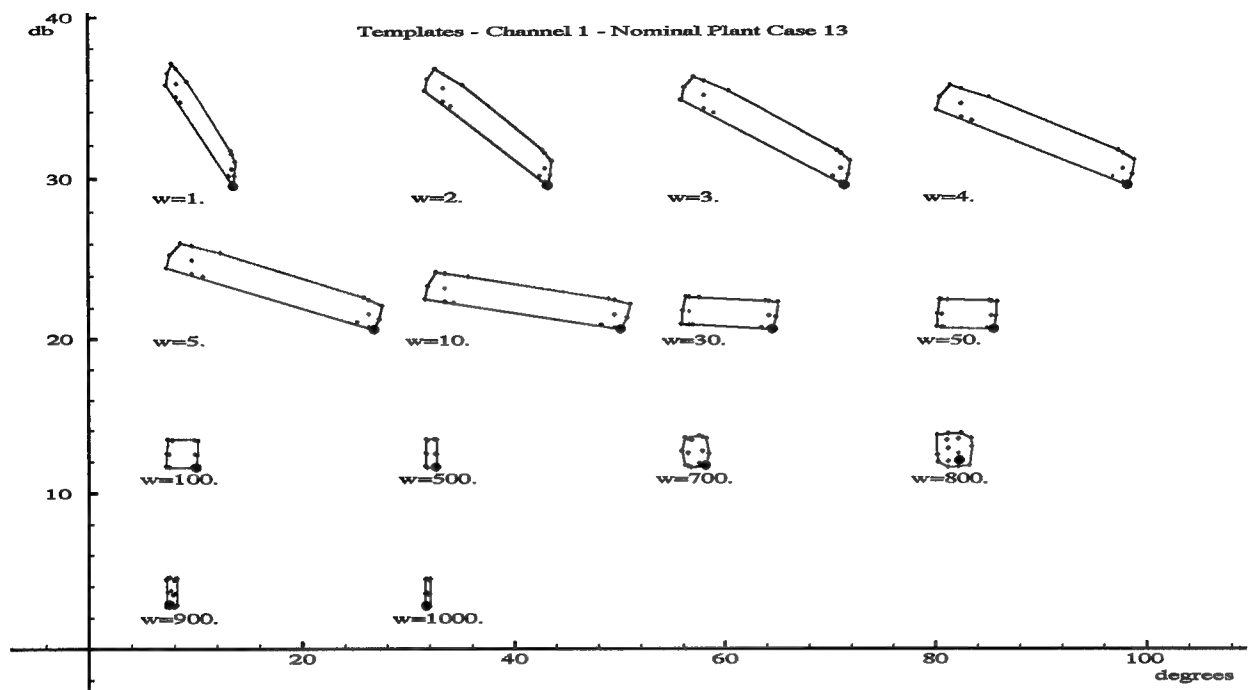 40
db
Templates - Channel 1 - Nominal Plant Case 13
30
w=1.
w=2.
w=3.
w=4.
20
w=5.
w=10.
w=30.
w=50.
10
w=100.
w=500.
w=700.
w=800.
w=900.
w=1000.
20
40
60
80
100
degrees